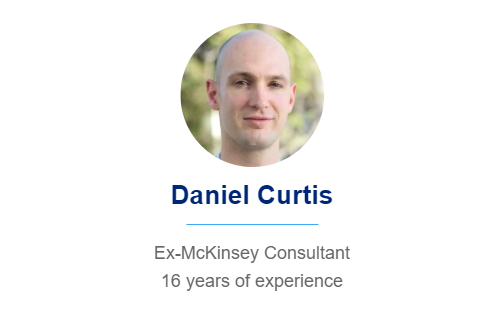 Daniel Curtis
Ex-McKinsey Consultant
16 years of experience